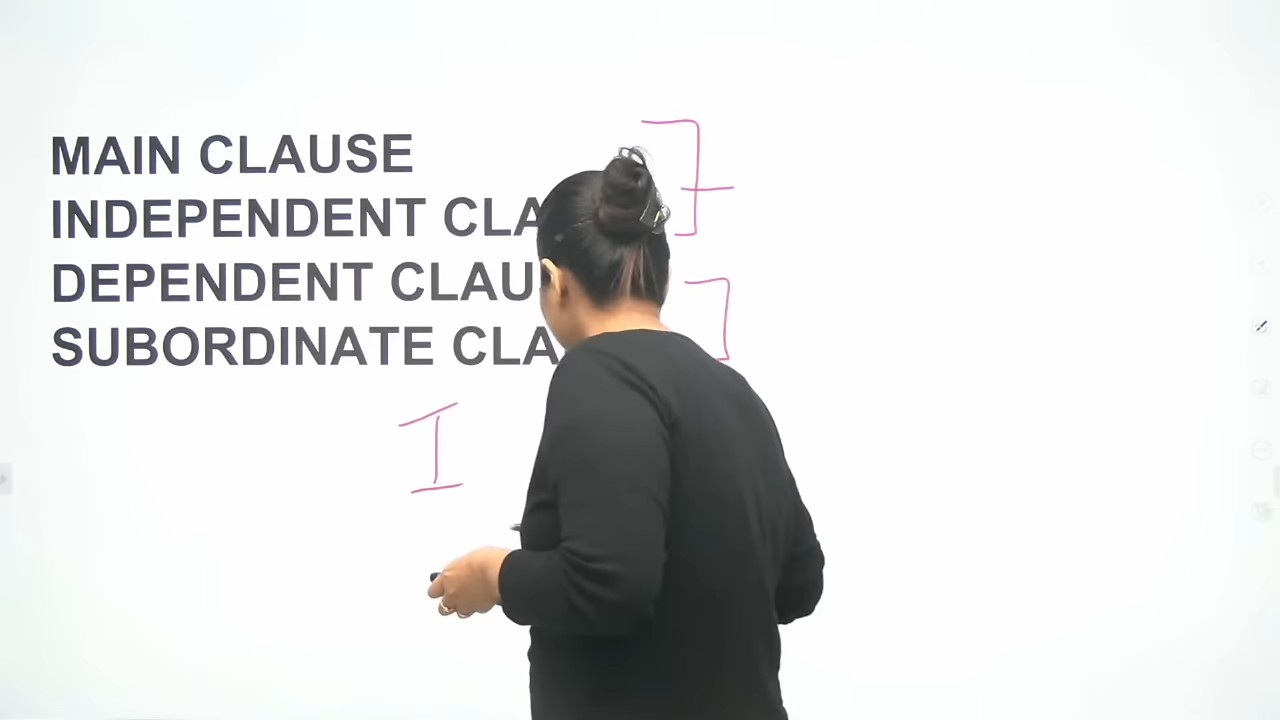 MAIN CLAUSE
INDEPENDENT CLA
DEPENDENT CLAU
SUBORDINATE CLA
I